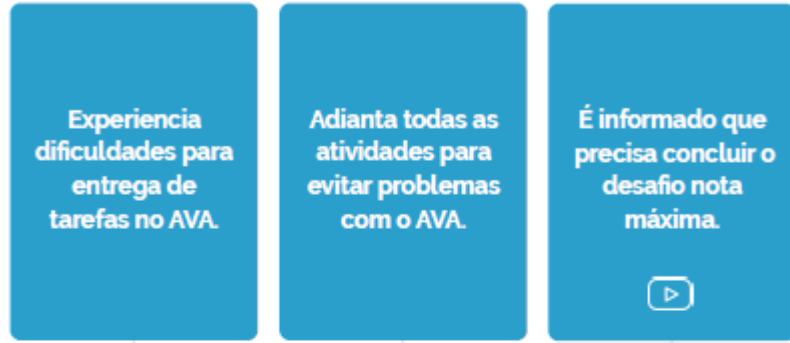 Experiencia
dificuldades para
entrega de
tarefas no AVA.
Adianta todas as
atividades para
evitar problemas
com o AVA.
É informado que
precisa concluir o
desafio nota
máxima.